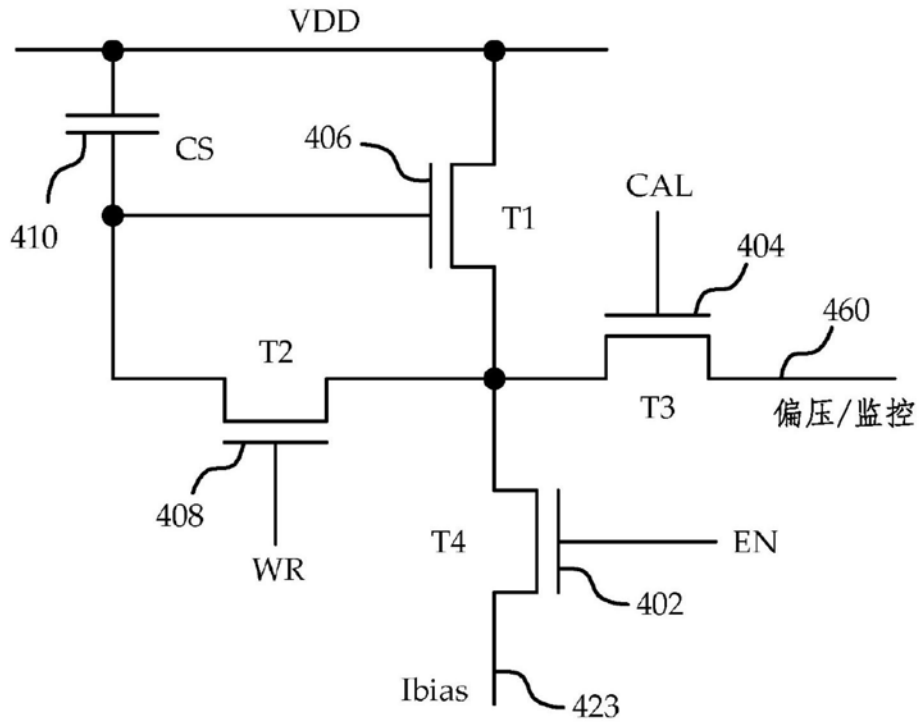 VDD
CS
406
410
T1
CAL
404
460
T2
T3
偏压/监控
408
WR
T4
EN
402
Ibias
423